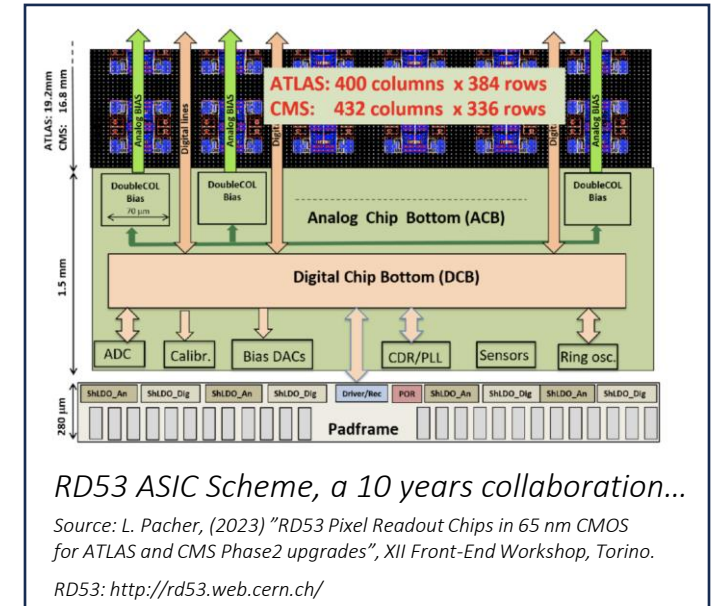 ATLAS: 19.2mm
CMS: 16.8 mm
Analog BIAS
Digital lines
Analog BIAS
ATLAS: 400 columns x 384 rows
CMS: 432 columns x 336 rows
Analog BIAS
DoubleCOL
Bias
70 µm
DoubleCOL
Bias
DoubleCOL
Bias
Analog Chip Bottom (ACB)
1.5 mm
Digital Chip Bottom (DCB)
ADC
Calibr.
Bias DACs
CDR/PLL
Sensors
Ring osc.
280 µm
ShLDO_An
ShLDO_Dig
ShLDO_An
ShLDO_Dig
Driver/Rec
POR
ShLDO_An
ShLDO_Dig
ShLDO_An
ShLDO_Dig
Padframe
RD53 ASIC Scheme, a 10 years collaboration...
Source: L. Pacher, (2023) ”RD53 Pixel Readout Chips in 65 nm CMOS
for ATLAS and CMS Phase2 upgrades”, XII Front-End Workshop, Torino.
RD53: http://rd53.web.cern.ch/